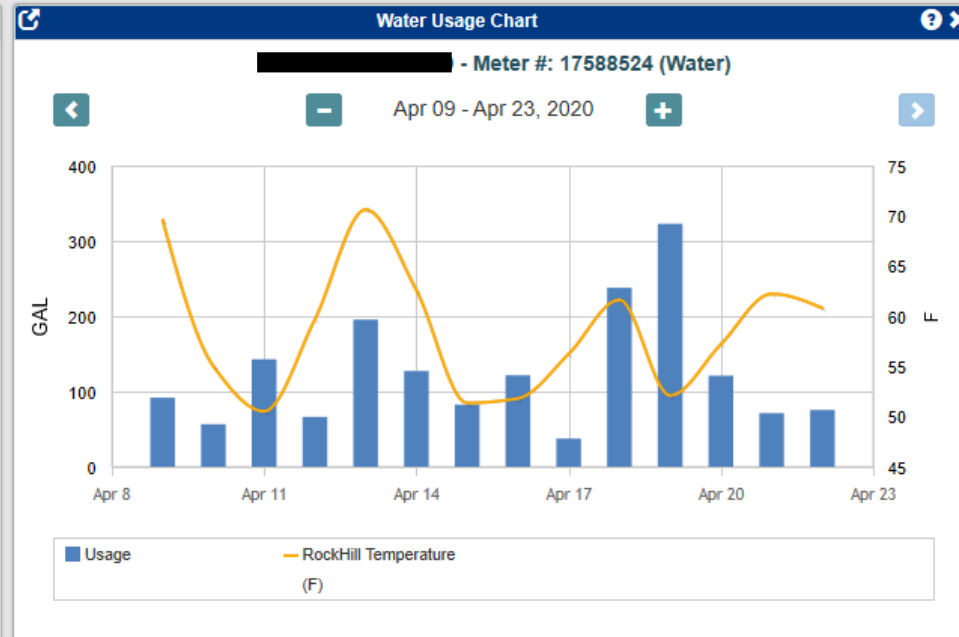 Water Usage Chart
- Meter #: 17588524 (Water)
Apr 09 - Apr 23, 2020
400
300
200
100
0
GAL
75
70
65
60
55
50
45
F
Apr 8 Apr 11 Apr 14 Apr 17 Apr 20 Apr 23
Usage RockHill Temperature
(F)